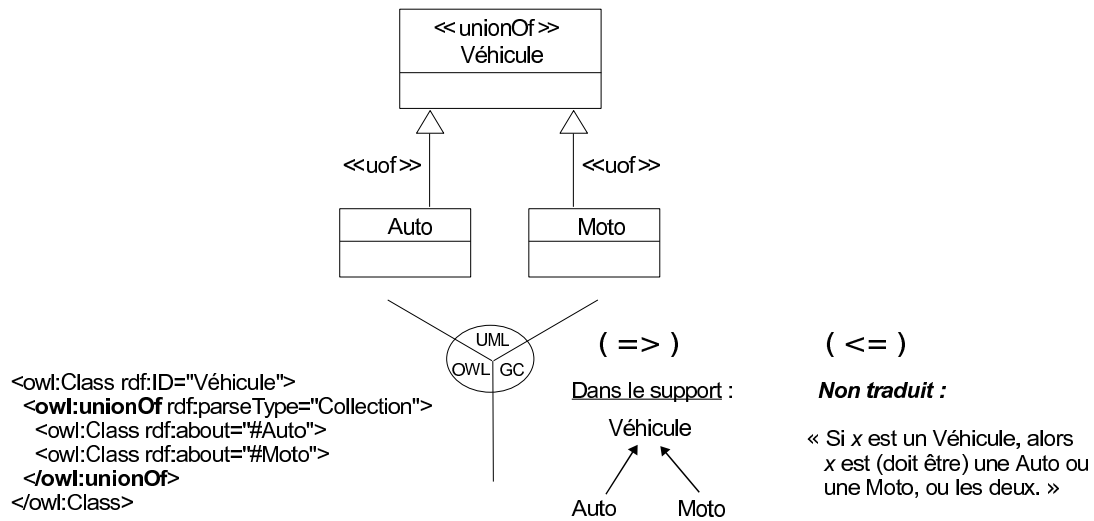 << unionOf >>
Véhicule
<<uof>>
<<uof>>
Auto
Moto
UML
OWL
GC
<owl:Class rdf:ID="Véhicule">
<owl:unionOf rdf:parseType="Collection">
<owl:Class rdf:about="#Auto">
<owl:Class rdf:about="#Moto">
</owl:unionOf>
</owl:Class>
( => )
Dans le support :
Véhicule
Auto
Moto
( <= )
Non traduit :
« Si x est un Véhicule, alors
x est (doit être) une Auto ou
une Moto, ou les deux. »